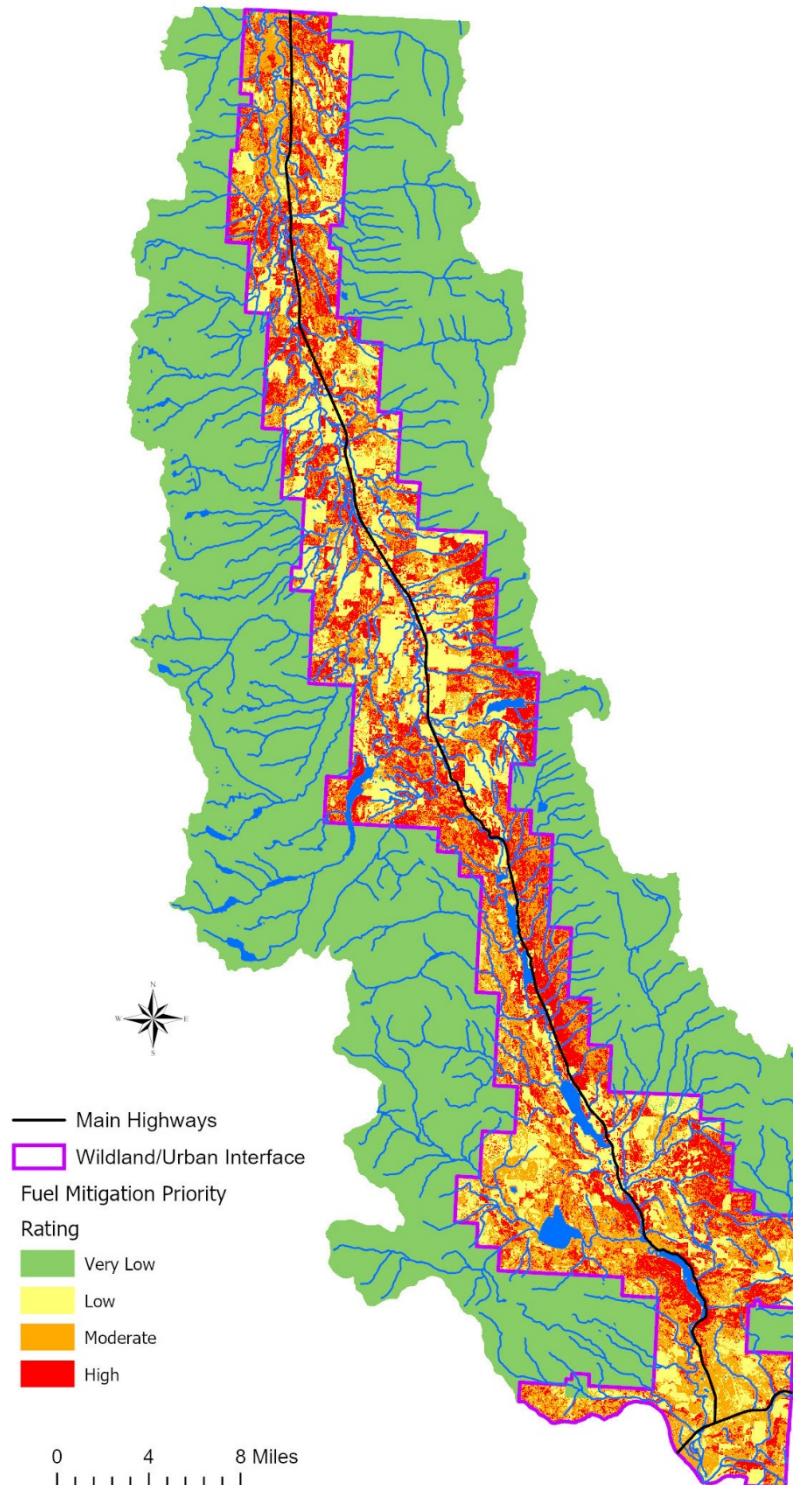 N
W E
S
Main Highways
Wildland/Urban Interface
Fuel Mitigation Priority
Rating
Very Low
Low
Moderate
High
0 4 8 Miles